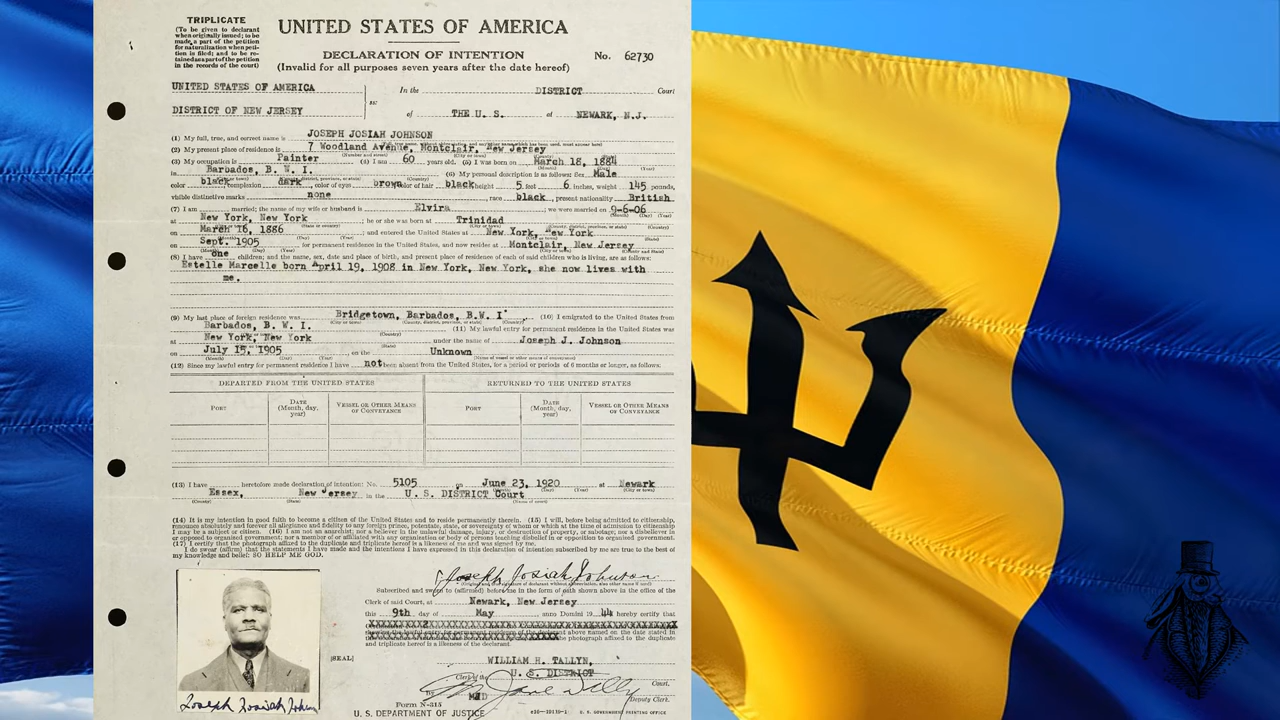 TRIPLICATE
(To be given to declarant
when originally issued; to be
made a part of the petition
for naturalization when peti-
tion is filed; and to be re-
tained as a part of the petition
in the records of the court)
UNITED STATES OF AMERICA
DECLARATION OF INTENTION
No. 62730
(Invalid for all purposes seven years after the date hereof)
UNITED STATES OF AMERICA
In the DISTRICT Court
DISTRICT OF NEW JERSEY
ss:
of THE U. S. at NEWARK, N.J.
(1) My full, true, and correct name is JOSEPH JOSIAH JOHNSON
(2) My present place of residence is 7 Woodland Avenue, Montclair, New Jersey
(3) My occupation is Painter (4) I am 60 years old. (5) I was born on March 18, 1884
in Barbados, B. W. I. (6) My personal description is as follows: Sex Male
color black complexion dark color of eyes brown color of hair black height 5 feet 6 inches, weight 145 pounds,
visible distinctive marks none race black, present nationality British
(7) I am married; the name of my wife or husband is Elvira; we were married on 9-6-06
at New York, New York; he or she was born at Trinidad
on March 16, 1886; and entered the United States at New York, New York
on Sept. 1905 for permanent residence in the United States, and now resides at Montclair, New Jersey
(8) I have one children; and the name, sex, date and place of birth, and present place of residence of each of said children who is living, are as follows:
Estelle Marcelle born April 19, 1908 in New York, New York, she now lives with
me.
(9) My last place of foreign residence was Bridgetown, Barbados, B.W.I. (10) I emigrated to the United States from
Barbados, B. W. I. (11) My lawful entry for permanent residence in the United States was
at New York, New York under the name of Joseph J. Johnson
on July 15, 1905, on the Unknown
(12) Since my lawful entry for permanent residence I have not been absent from the United States, for a period or periods of 6 months or longer, as follows:
DEPARTED FROM THE UNITED STATES RETURNED TO THE UNITED STATES
PORT DATE (Month, day, year) VESSEL OR OTHER MEANS OF CONVEYANCE PORT DATE (Month, day, year) VESSEL OR OTHER MEANS OF CONVEYANCE
(13) I have heretofore made declaration of intention: No. 5105 on June 23, 1920 at Newark
Essex, New Jersey in the U. S. DISTRICT Court
(14) It is my intention in good faith to become a citizen of the United States and to reside permanently therein. (15) I will, before being admitted to citizenship,
renounce absolutely and forever all allegiance and fidelity to any foreign prince, potentate, state, or sovereignty of whom or which at the time of admission to citizenship
I may be a subject or citizen. (16) I am not an anarchist; nor a believer in the unlawful damage, injury, or destruction of property, or sabotage; nor a disbeliever in
or opposed to organized government; nor a member of or affiliated with any organization or body of persons teaching disbelief in or opposition to organized government.
(17) I certify that the photograph affixed to the duplicate and triplicate hereof is a likeness of me and was signed by me.
I do swear (affirm) that the statements I have made and the intentions I have expressed in this declaration of intention subscribed by me are true to the best of
my knowledge and belief: SO HELP ME GOD.
Joseph Josiah Johnson
Subscribed and sworn to (affirmed) before me in the form of oath shown above in the office of the
Clerk of said Court, at Newark, New Jersey
this 9th day of May anno Domini 1944 hereby certify that
the photograph affixed to the duplicate
and triplicate hereof is a likeness of the declarant.
[SEAL]
WILLIAM H. TALLYN,
Clerk of the U. S. DISTRICT Court.
By Deputy Clerk.
Joseph Josiah Johnson
Form N-315
U. S. DEPARTMENT OF JUSTICE
U. S. GOVERNMENT PRINTING OFFICE